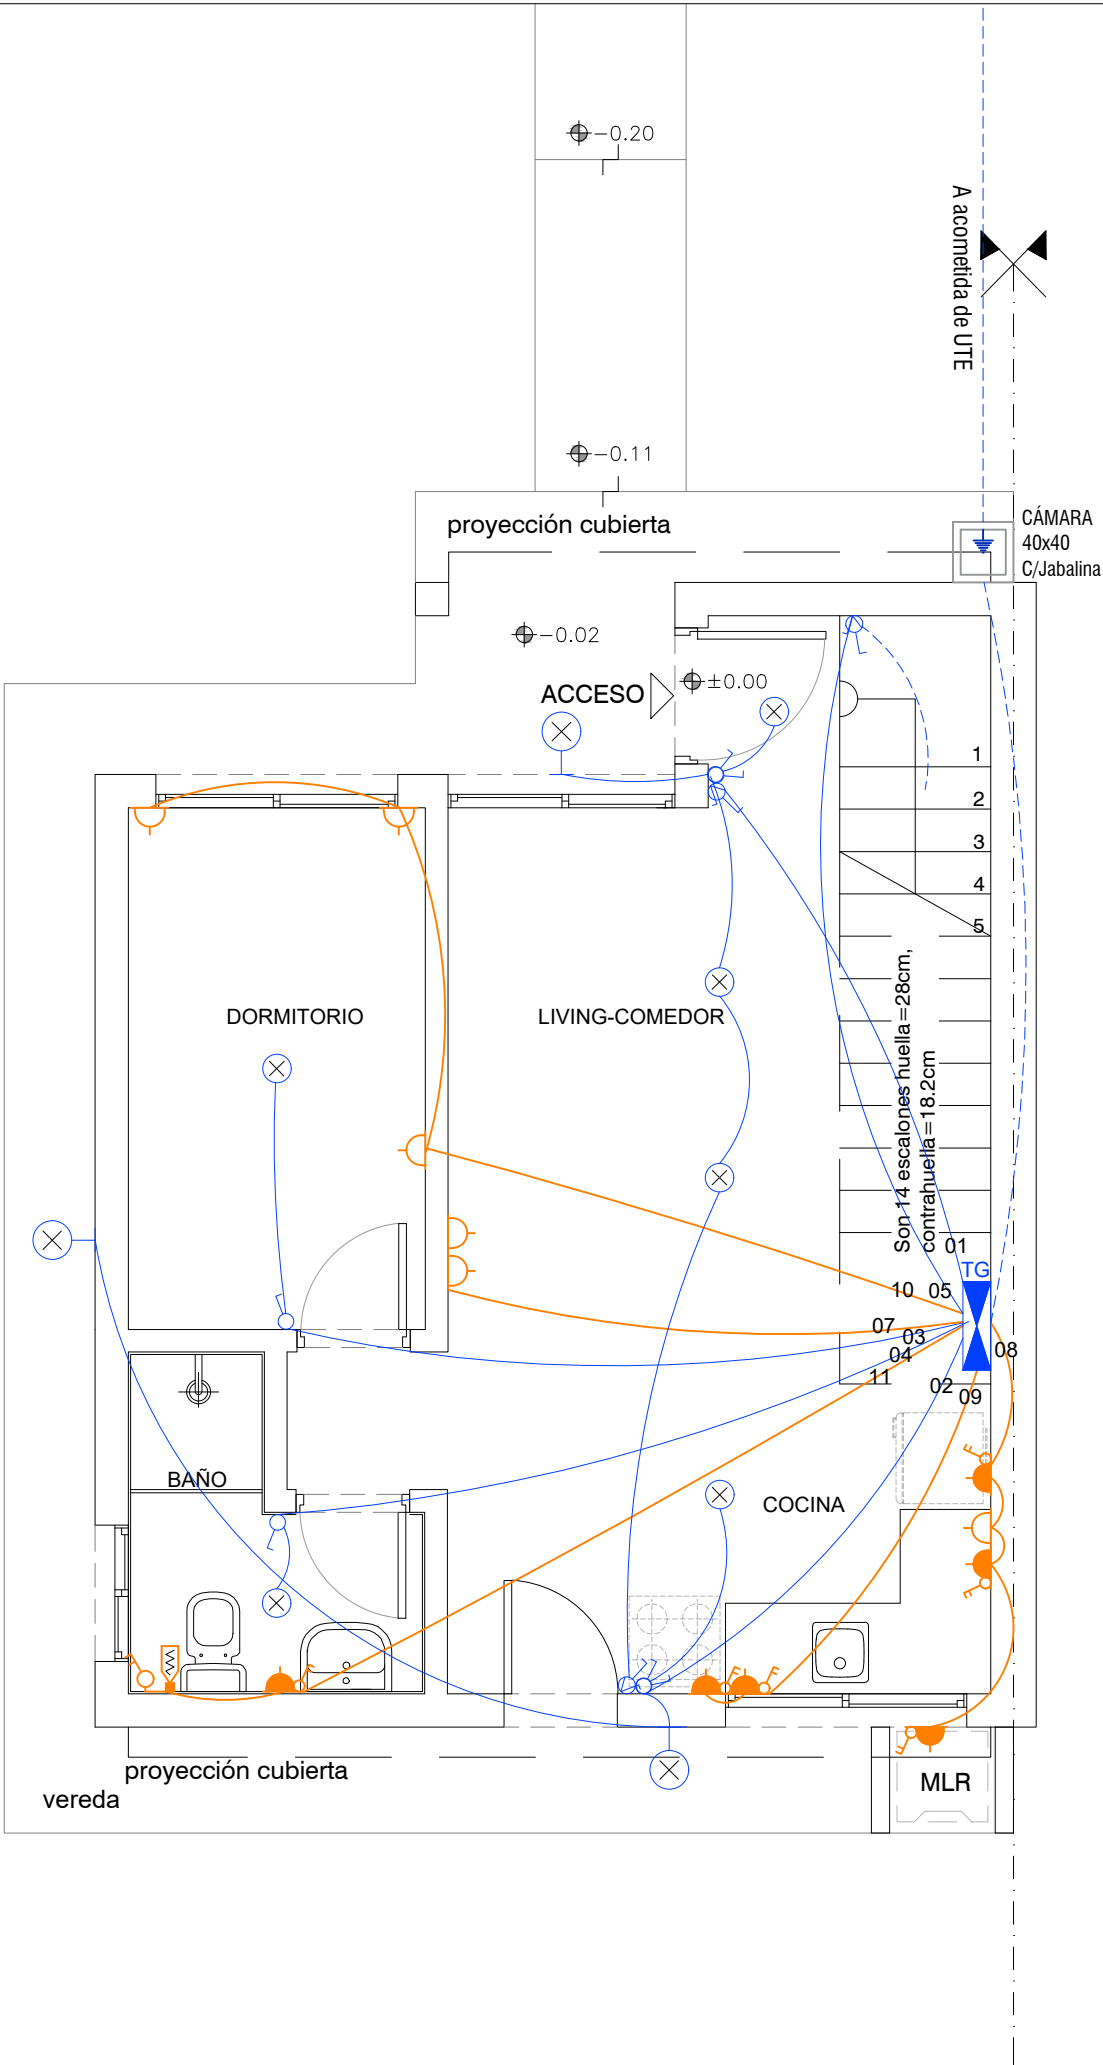 -0.20
A acometida de UTE
-0.11
proyección cubierta
CÁMARA
40x40
C/Jabalina
-0.02
±0.00
ACCESO
1
2
3
4
5
DORMITORIO
LIVING-COMEDOR
Son 14 escalones huella=28cm,
contrahuella=18.2cm
01
TG
10 05
07
03
08
04
11
02
09
BAÑO
COCINA
F
F
F
F
F
F
F
proyección cubierta
MLR
vereda